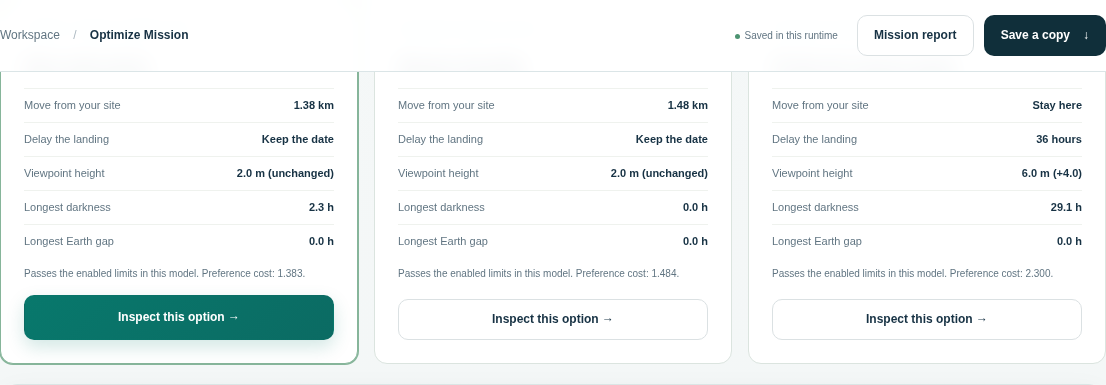 Workspace / Optimize Mission
Saved in this runtime
Mission report
Save a copy ↓
Move from your site 1.38 km
Delay the landing Keep the date
Viewpoint height 2.0 m (unchanged)
Longest darkness 2.3 h
Longest Earth gap 0.0 h
Passes the enabled limits in this model. Preference cost: 1.383.
Inspect this option →
Move from your site 1.48 km
Delay the landing Keep the date
Viewpoint height 2.0 m (unchanged)
Longest darkness 0.0 h
Longest Earth gap 0.0 h
Passes the enabled limits in this model. Preference cost: 1.484.
Inspect this option →
Move from your site Stay here
Delay the landing 36 hours
Viewpoint height 6.0 m (+4.0)
Longest darkness 29.1 h
Longest Earth gap 0.0 h
Passes the enabled limits in this model. Preference cost: 2.300.
Inspect this option →